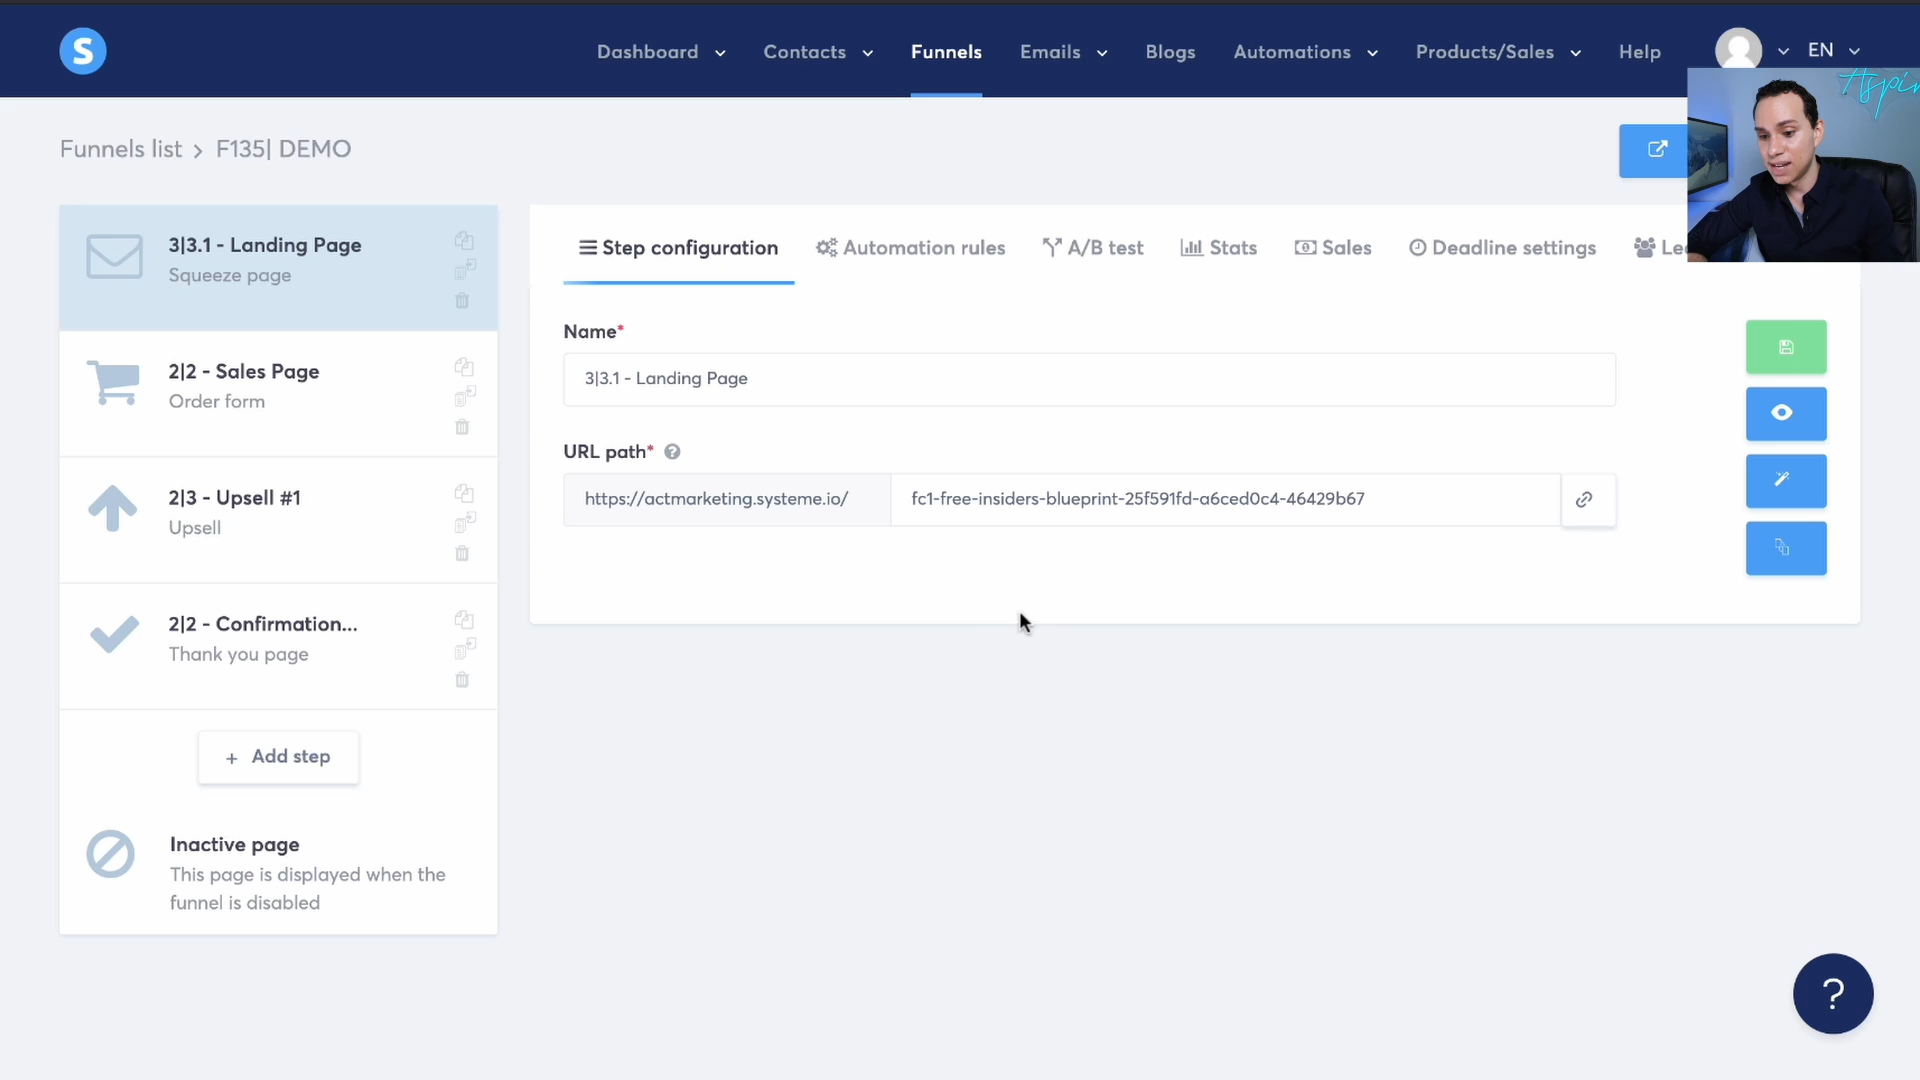 S
Dashboard
Contacts
Funnels
Emails
Blogs
Automations
Products/Sales
Help
EN
Funnels list > F135| DEMO
3|3.1 - Landing Page
Squeeze page
2|2 - Sales Page
Order form
2|3 - Upsell #1
Upsell
2|2 - Confirmation...
Thank you page
+ Add step
Inactive page
This page is displayed when the
funnel is disabled
Step configuration
Automation rules
A/B test
Stats
Sales
Deadline settings
Name*
3|3.1 - Landing Page
URL path* ?
https://actmarketing.systeme.io/
fc1-free-insiders-blueprint-25f591fd-a6ced0c4-46429b67
?